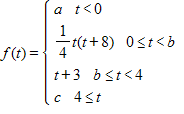 a t<0
f(t)= 1/4 t(t+8) 0≤t<b
t+3 b≤t<4
c 4≤t